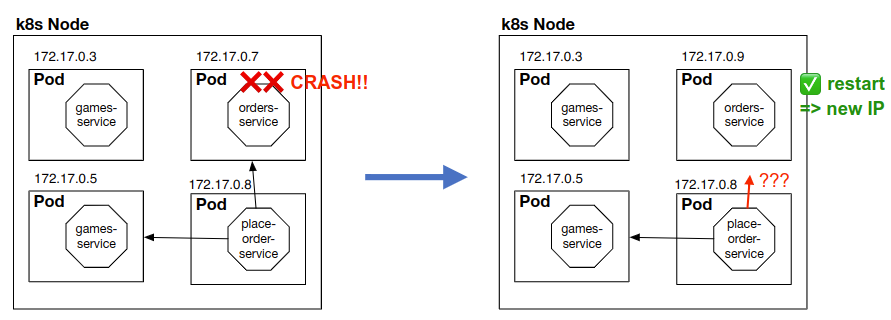 k8s Node
172.17.0.3
Pod
games-
service
172.17.0.7
Pod
CRASH!!
orders-
service
172.17.0.5
Pod
games-
service
172.17.0.8
Pod
place-
order-
service
k8s Node
172.17.0.3
Pod
games-
service
172.17.0.9
Pod
orders-
service
restart
=> new IP
172.17.0.5
Pod
games-
service
172.17.0.8
???
Pod
place-
order-
service